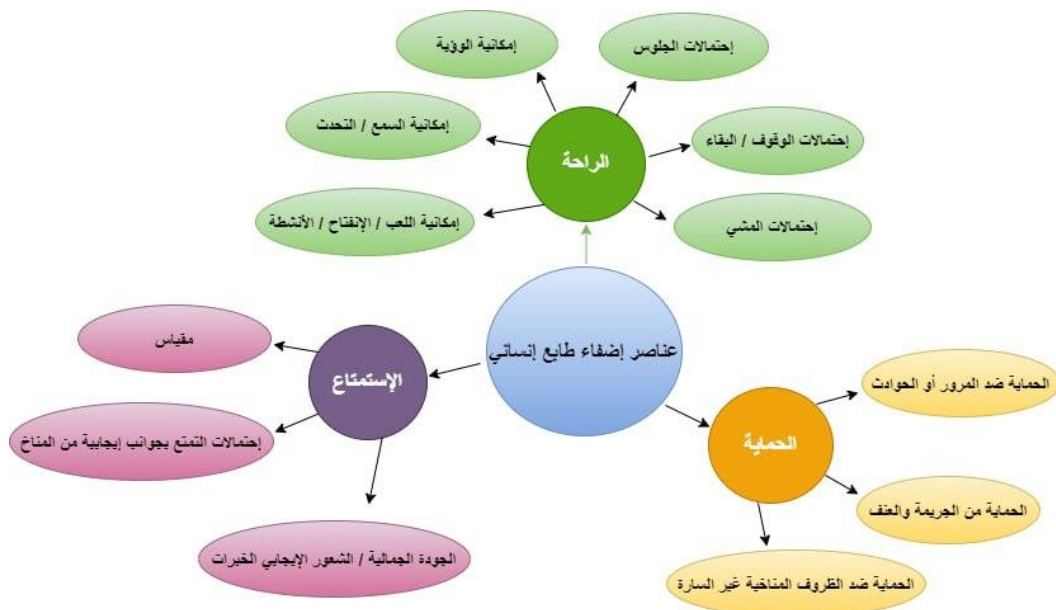 إمكانية الوؤية
إحتمالات الجلوس
إمكانية السمع / التحدث
إحتمالات الوقوف / البقاء
الراحة
إمكانية اللعب / الإنفتاح / الأنشطة
إحتمالات المشي
عناصر إضفاء طابع إنساني
مقياس
الإستمتاع
إحتمالات التمتع بجوانب إيجابية من المناخ
الجودة الجمالية / الشعور الإيجابي الخبرات
الحماية
الحماية ضد المرور أو الحوادث
الحماية من الجريمة والعنف
الحماية ضد الظروف المناخية غير السارة